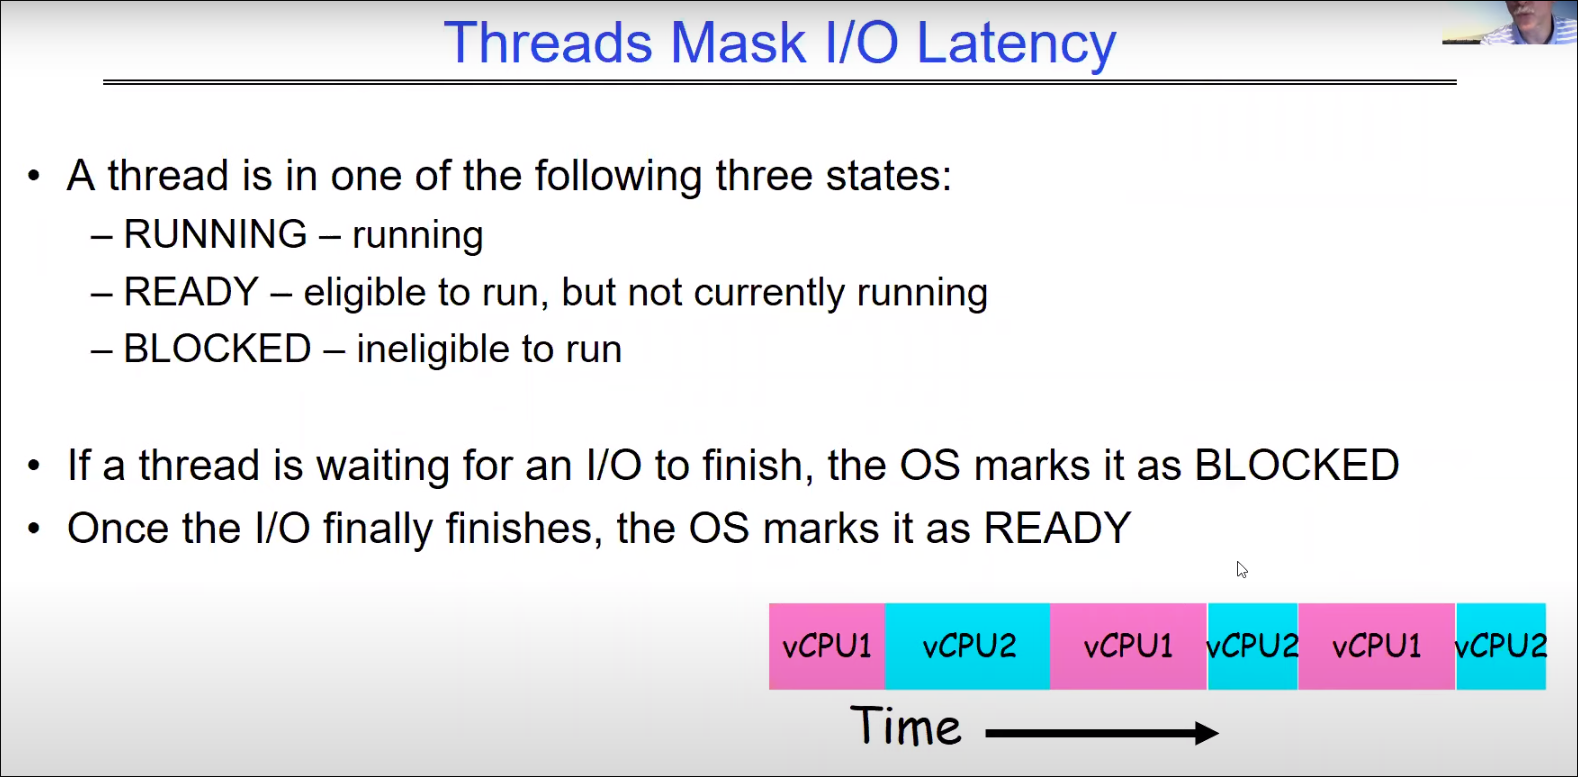 Threads Mask I/O Latency
• A thread is in one of the following three states:
– RUNNING – running
– READY – eligible to run, but not currently running
– BLOCKED – ineligible to run
• If a thread is waiting for an I/O to finish, the OS marks it as BLOCKED
• Once the I/O finally finishes, the OS marks it as READY
vCPU1 vCPU2 vCPU1 vCPU2 vCPU1 vCPU2
Time